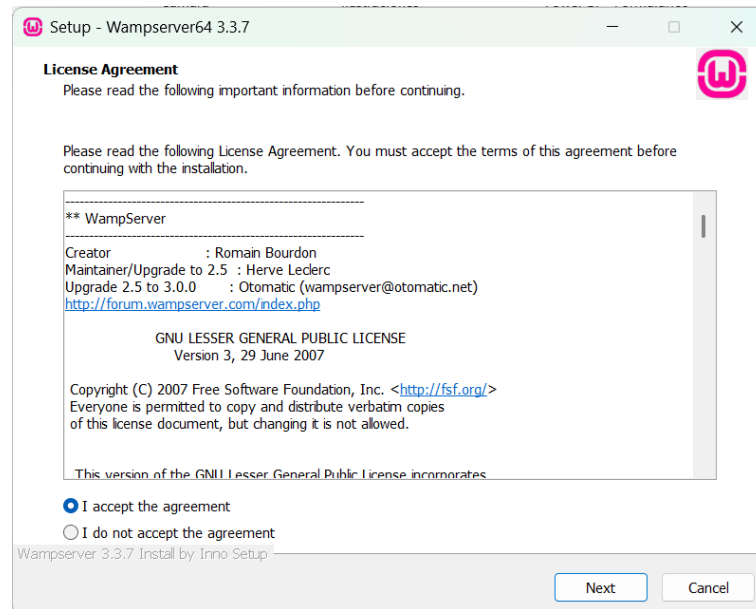 Setup - Wampserver64 3.3.7
License Agreement
Please read the following important information before continuing.
Please read the following License Agreement. You must accept the terms of this agreement before
continuing with the installation.
----------------------------------------------------------------
** WampServer
----------------------------------------------------------------
Creator : Romain Bourdon
Maintainer/Upgrade to 2.5 : Herve Leclerc
Upgrade 2.5 to 3.0.0 : Otomatic (wampserver@otomatic.net)
http://forum.wampserver.com/index.php
GNU LESSER GENERAL PUBLIC LICENSE
Version 3, 29 June 2007
Copyright (C) 2007 Free Software Foundation, Inc. <http://fsf.org/>
Everyone is permitted to copy and distribute verbatim copies
of this license document, but changing it is not allowed.
This version of the GNU Lesser General Public License incorporates
I accept the agreement
I do not accept the agreement
Wampserver 3.3.7 Install by Inno Setup
Next
Cancel